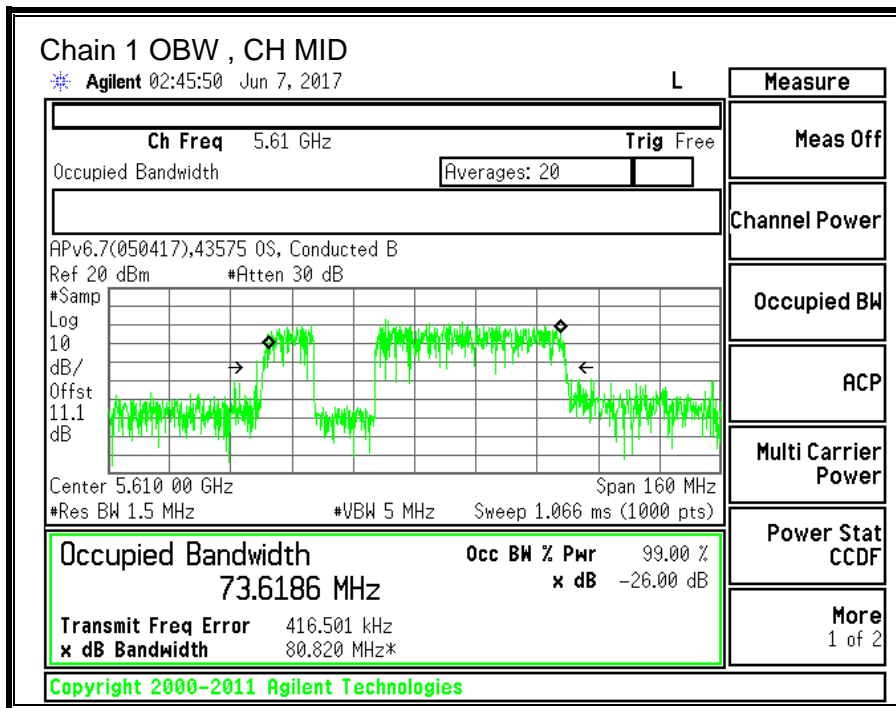 Chain 1 OBW , CH MID
Agilent 02:45:50 Jun 7, 2017 L
Measure
Ch Freq 5.61 GHz Trig Free
Occupied Bandwidth Averages: 20
APv6.7(050417),43575 OS, Conducted B
Ref 20 dBm #Atten 30 dB
#Samp
Log
10
dB/
Offst
11.1
dB
Center 5.610 00 GHz Span 160 MHz
#Res BW 1.5 MHz #VBW 5 MHz Sweep 1.066 ms (1000 pts)
Occupied Bandwidth
73.6186 MHz
Occ BW % Pwr 99.00 %
x dB -26.00 dB
Transmit Freq Error 416.501 kHz
x dB Bandwidth 80.820 MHz*
Copyright 2000-2011 Agilent Technologies
Meas Off
Channel Power
Occupied BW
ACP
Multi Carrier
Power
Power Stat
CCDF
More
1 of 2